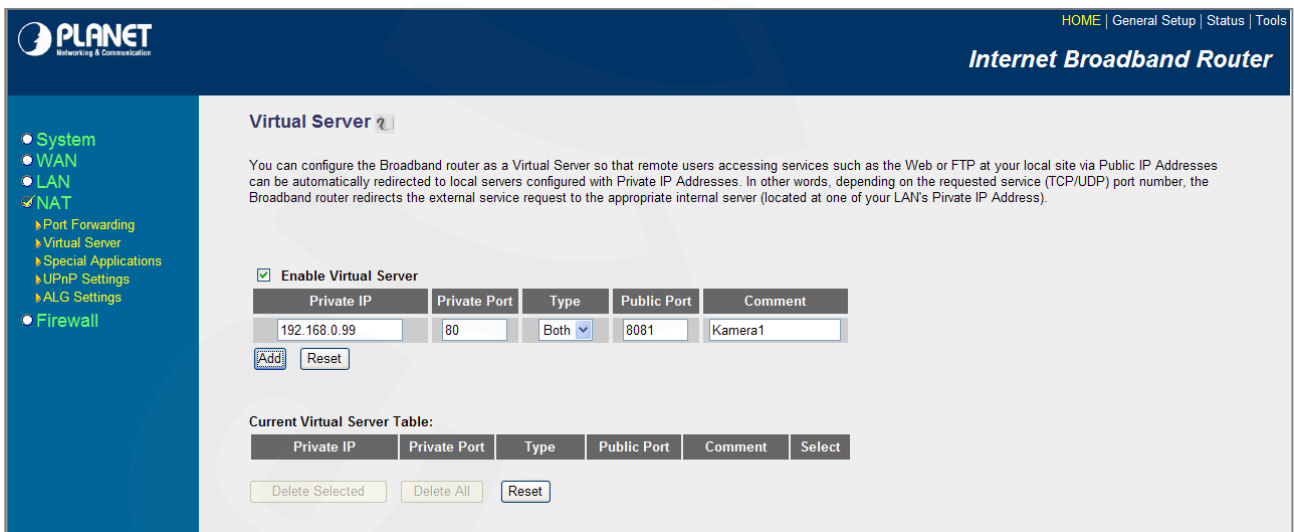 PLANET
Networking & Communication
HOME | General Setup | Status | Tools
Internet Broadband Router
System
WAN
LAN
NAT
Port Forwarding
Virtual Server
Special Applications
UPnP Settings
ALG Settings
Firewall
Virtual Server
You can configure the Broadband router as a Virtual Server so that remote users accessing services such as the Web or FTP at your local site via Public IP Addresses
can be automatically redirected to local servers configured with Private IP Addresses. In other words, depending on the requested service (TCP/UDP) port number, the
Broadband router redirects the external service request to the appropriate internal server (located at one of your LAN's Private IP Address).
Enable Virtual Server
Private IP Private Port Type Public Port Comment
192.168.0.99 80 Both 8081 Kamera1
Add Reset
Current Virtual Server Table:
Private IP Private Port Type Public Port Comment Select
Delete Selected Delete All Reset